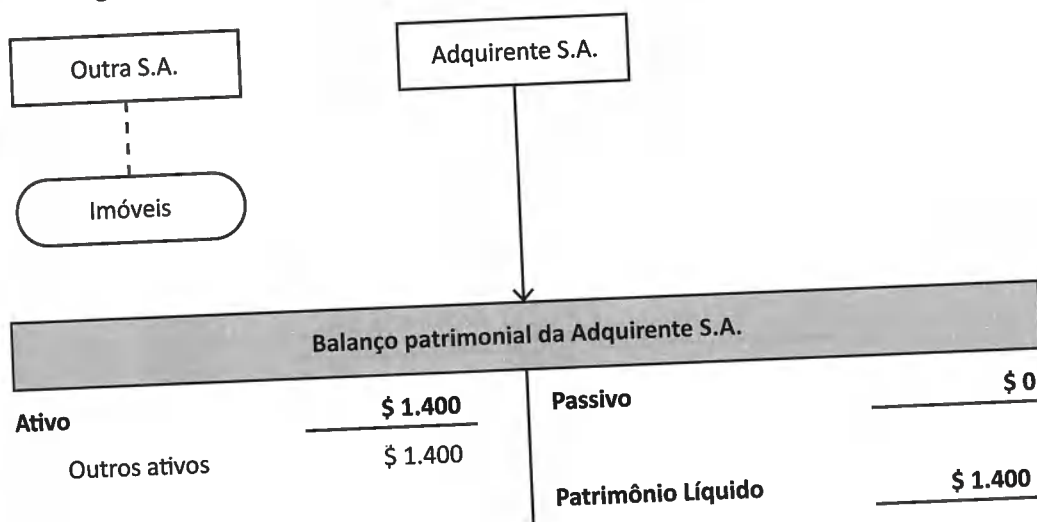 Outra S.A.
Adquirente S.A.
Imóveis
Balanço patrimonial da Adquirente S.A.
Ativo $ 1.400
Outros ativos $ 1.400
Passivo $ 0
Patrimônio Líquido $ 1.400